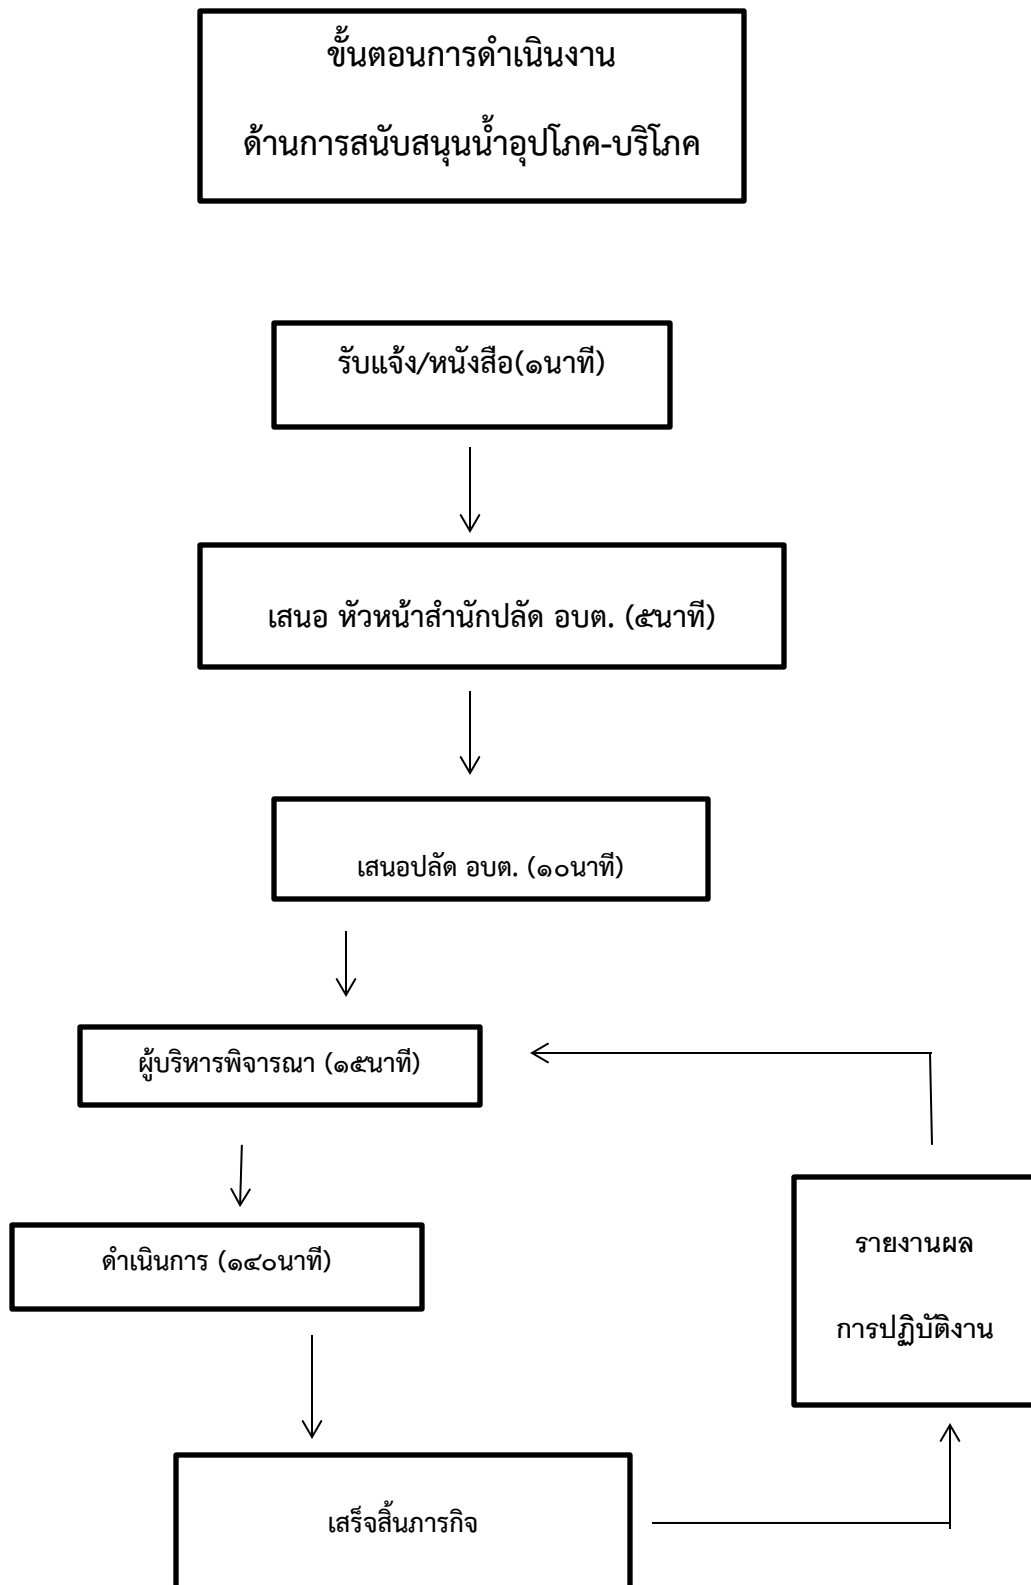 ขั้นตอนการดำเนินงาน
ด้านการสนับสนุนน้ำอุปโภค-บริโภค
รับแจ้ง/หนังสือ(๑นาที)
เสนอ หัวหน้าสำนักปลัด อบต. (๕นาที)
เสนอปลัด อบต. (๑๐นาที)
ผู้บริหารพิจารณา (๑๕นาที)
ดำเนินการ (๑๔๐นาที)
รายงานผล
การปฏิบัติงาน
เสร็จสิ้นภารกิจ